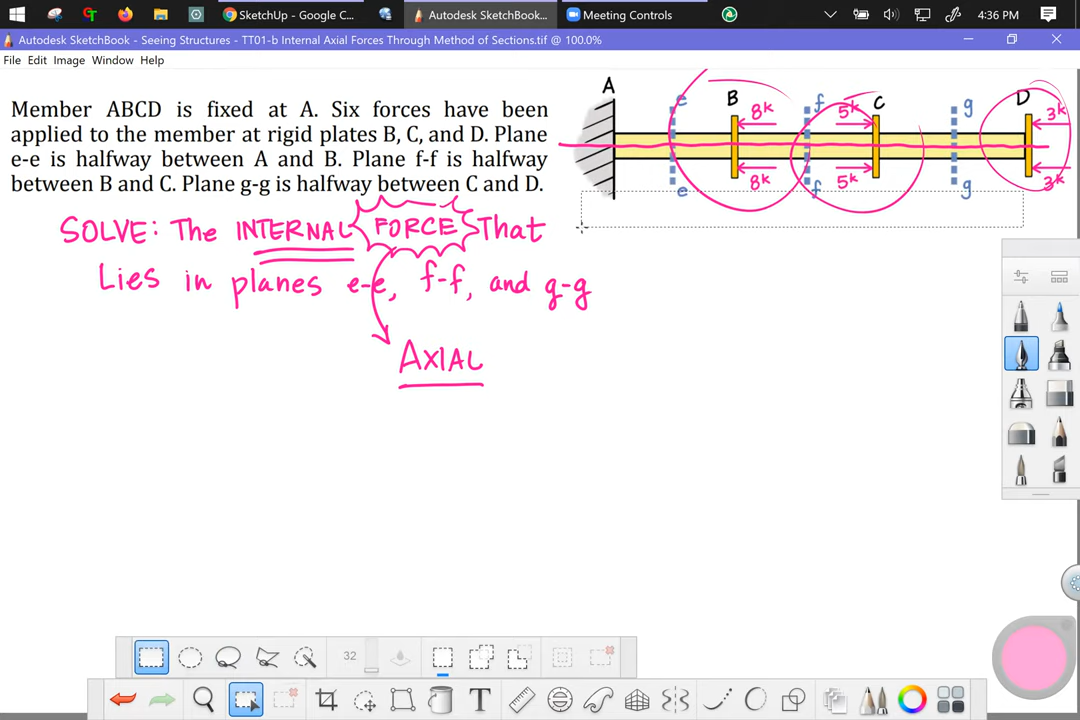 SketchUp - Google C...
Autodesk SketchBook...
Meeting Controls
4:36 PM
Autodesk SketchBook - Seeing Structures - TT01-b Internal Axial Forces Through Method of Sections.tif @ 100.0%
File Edit Image Window Help
Member ABCD is fixed at A. Six forces have been
applied to the member at rigid plates B, C, and D. Plane
e-e is halfway between A and B. Plane f-f is halfway
between B and C. Plane g-g is halfway between C and D.
A
e
B
8k
f
5k
C
g
D
3k
e
8k
f
5k
g
3k
SOLVE: The INTERNAL FORCE That
Lies in planes e-e, f-f, and g-g
AXIAL
32
T